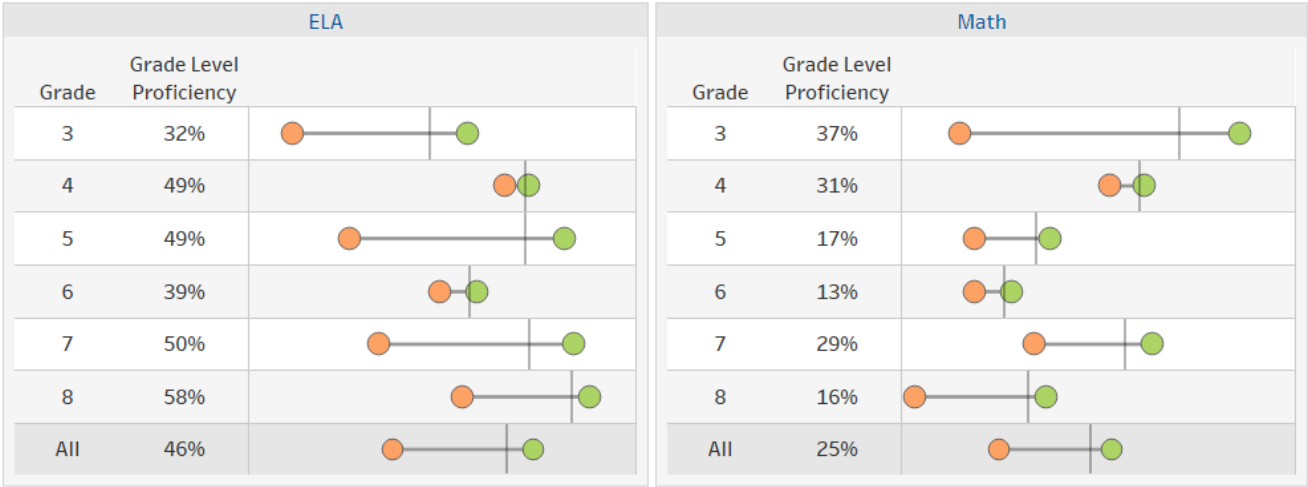 ELA
Grade Level
Grade Proficiency
3 32%
4 49%
5 49%
6 39%
7 50%
8 58%
All 46%
Math
Grade Level
Grade Proficiency
3 37%
4 31%
5 17%
6 13%
7 29%
8 16%
All 25%